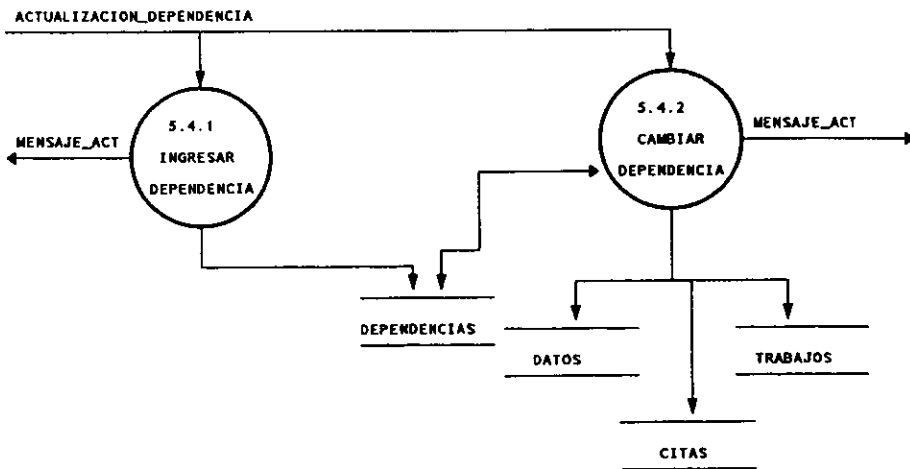 ACTUALIZACION_DEPENDENCIA
5.4.1
INGRESAR
DEPENDENCIA
MENSAJE_ACT
5.4.2
CAMBIAR
DEPENDENCIA
MENSAJE_ACT
DEPENDENCIAS
DATOS
TRABAJOS
CITAS